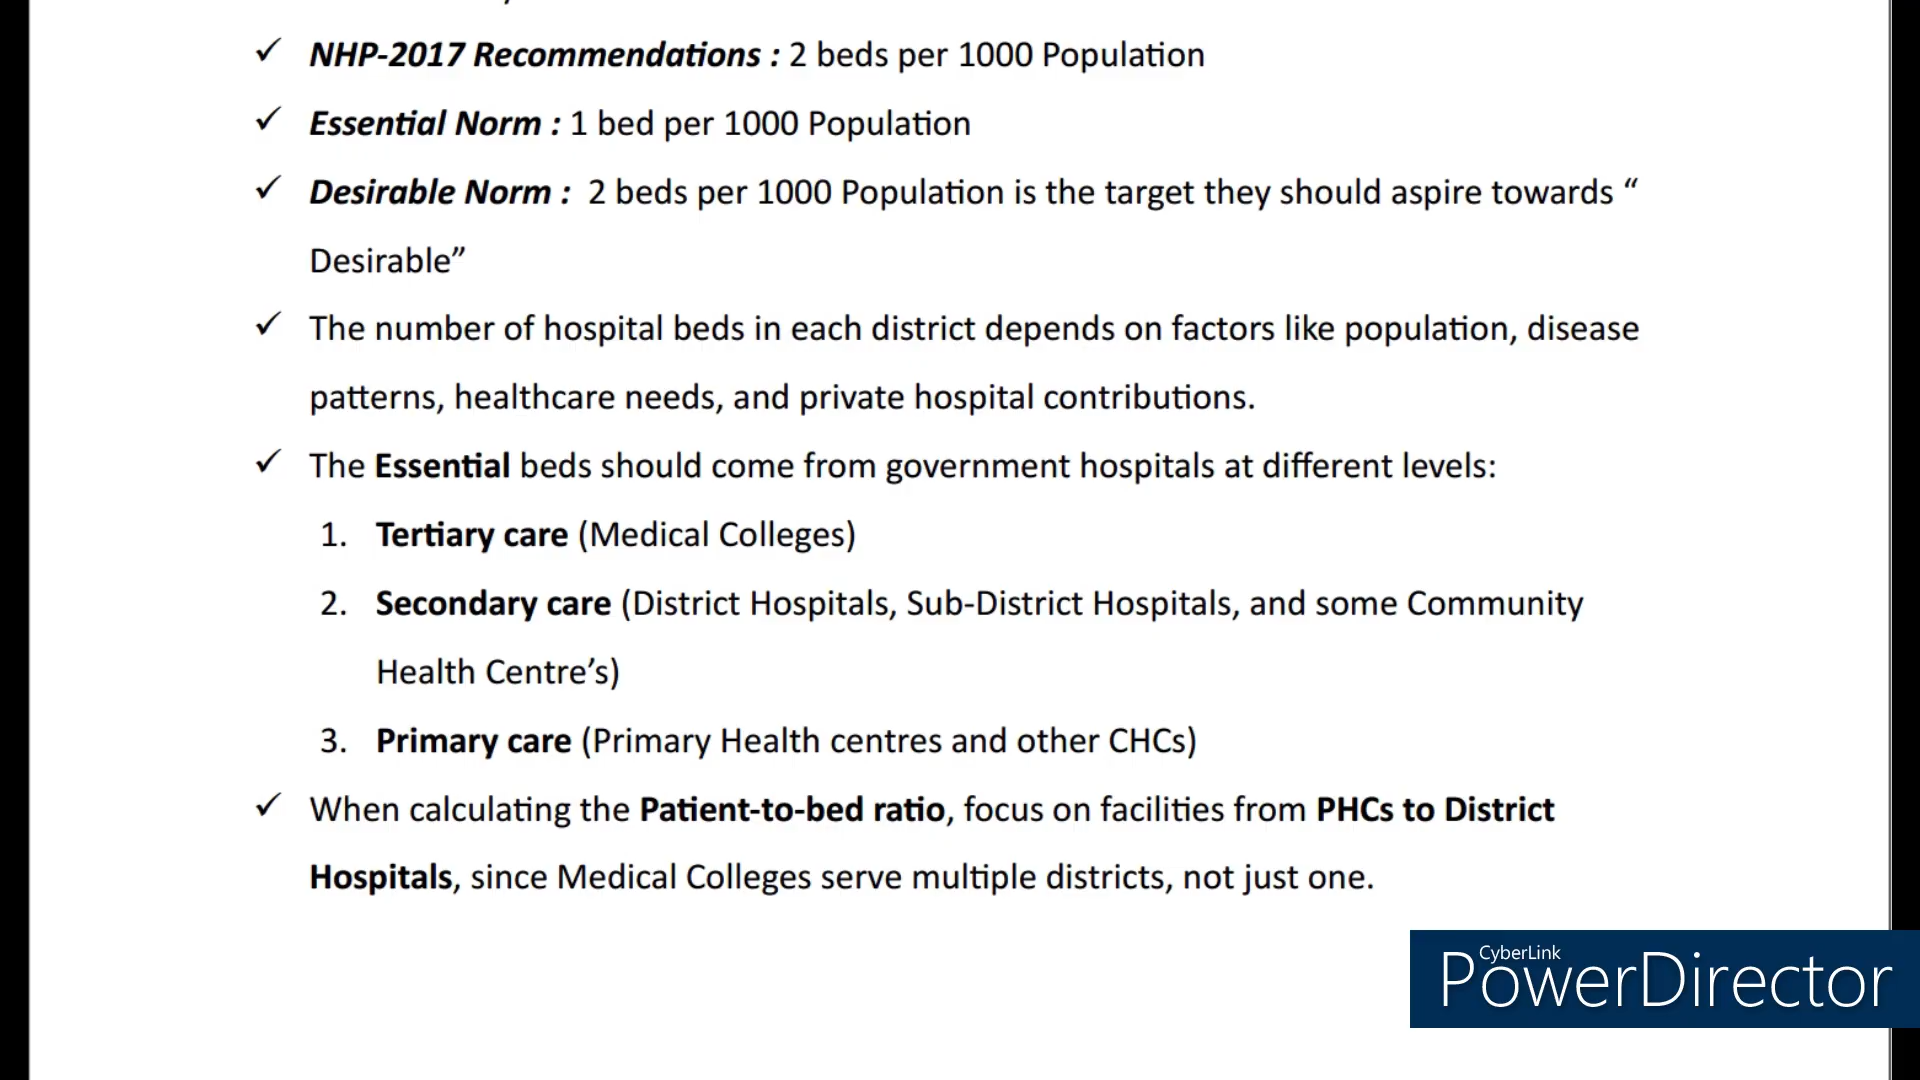 ✓ NHP-2017 Recommendations : 2 beds per 1000 Population
✓ Essential Norm : 1 bed per 1000 Population
✓ Desirable Norm :  2 beds per 1000 Population is the target they should aspire towards “
Desirable”
✓ The number of hospital beds in each district depends on factors like population, disease
patterns, healthcare needs, and private hospital contributions.
✓ The Essential beds should come from government hospitals at different levels:
1. Tertiary care (Medical Colleges)
2. Secondary care (District Hospitals, Sub-District Hospitals, and some Community
Health Centre’s)
3. Primary care (Primary Health centres and other CHCs)
✓ When calculating the Patient-to-bed ratio, focus on facilities from PHCs to District
Hospitals, since Medical Colleges serve multiple districts, not just one.
CyberLink
PowerDirector